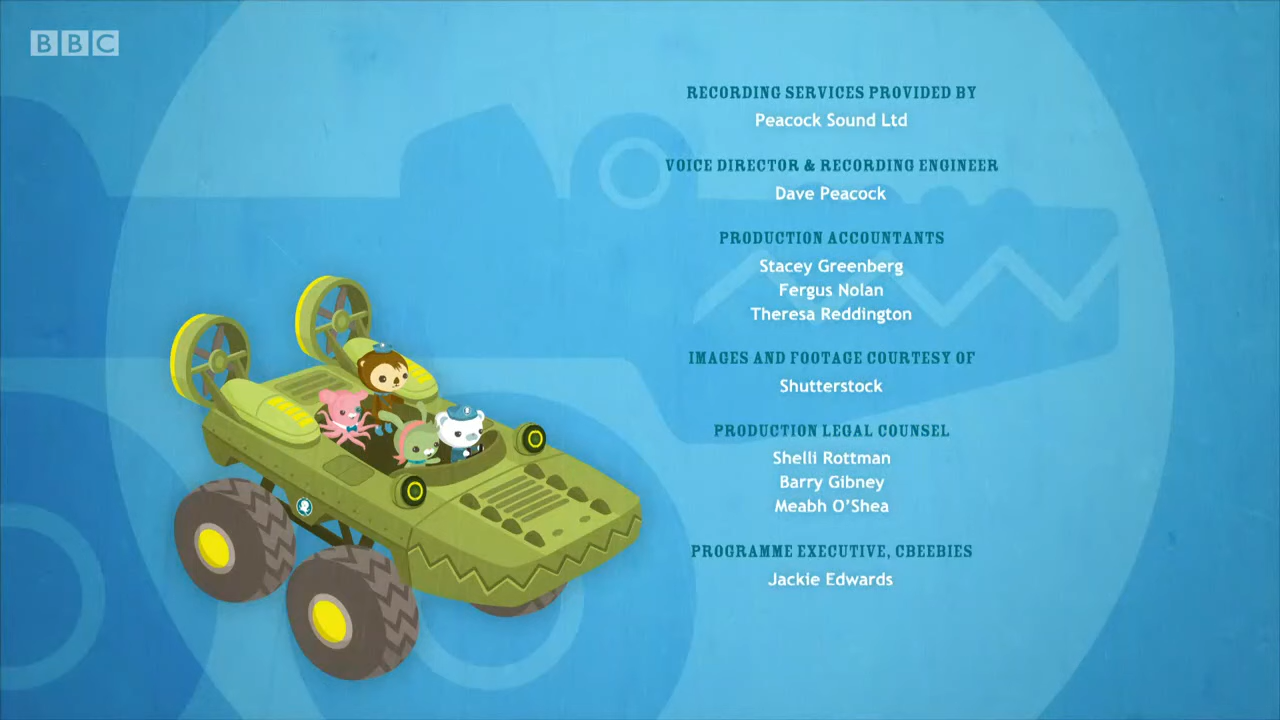 BBC
RECORDING SERVICES PROVIDED BY
Peacock Sound Ltd
VOICE DIRECTOR & RECORDING ENGINEER
Dave Peacock
PRODUCTION ACCOUNTANTS
Stacey Greenberg
Fergus Nolan
Theresa Reddington
IMAGES AND FOOTAGE COURTESY OF
Shutterstock
PRODUCTION LEGAL COUNSEL
Shelli Rottman
Barry Gibney
Meabh O'Shea
PROGRAMME EXECUTIVE, CBEEBIES
Jackie Edwards